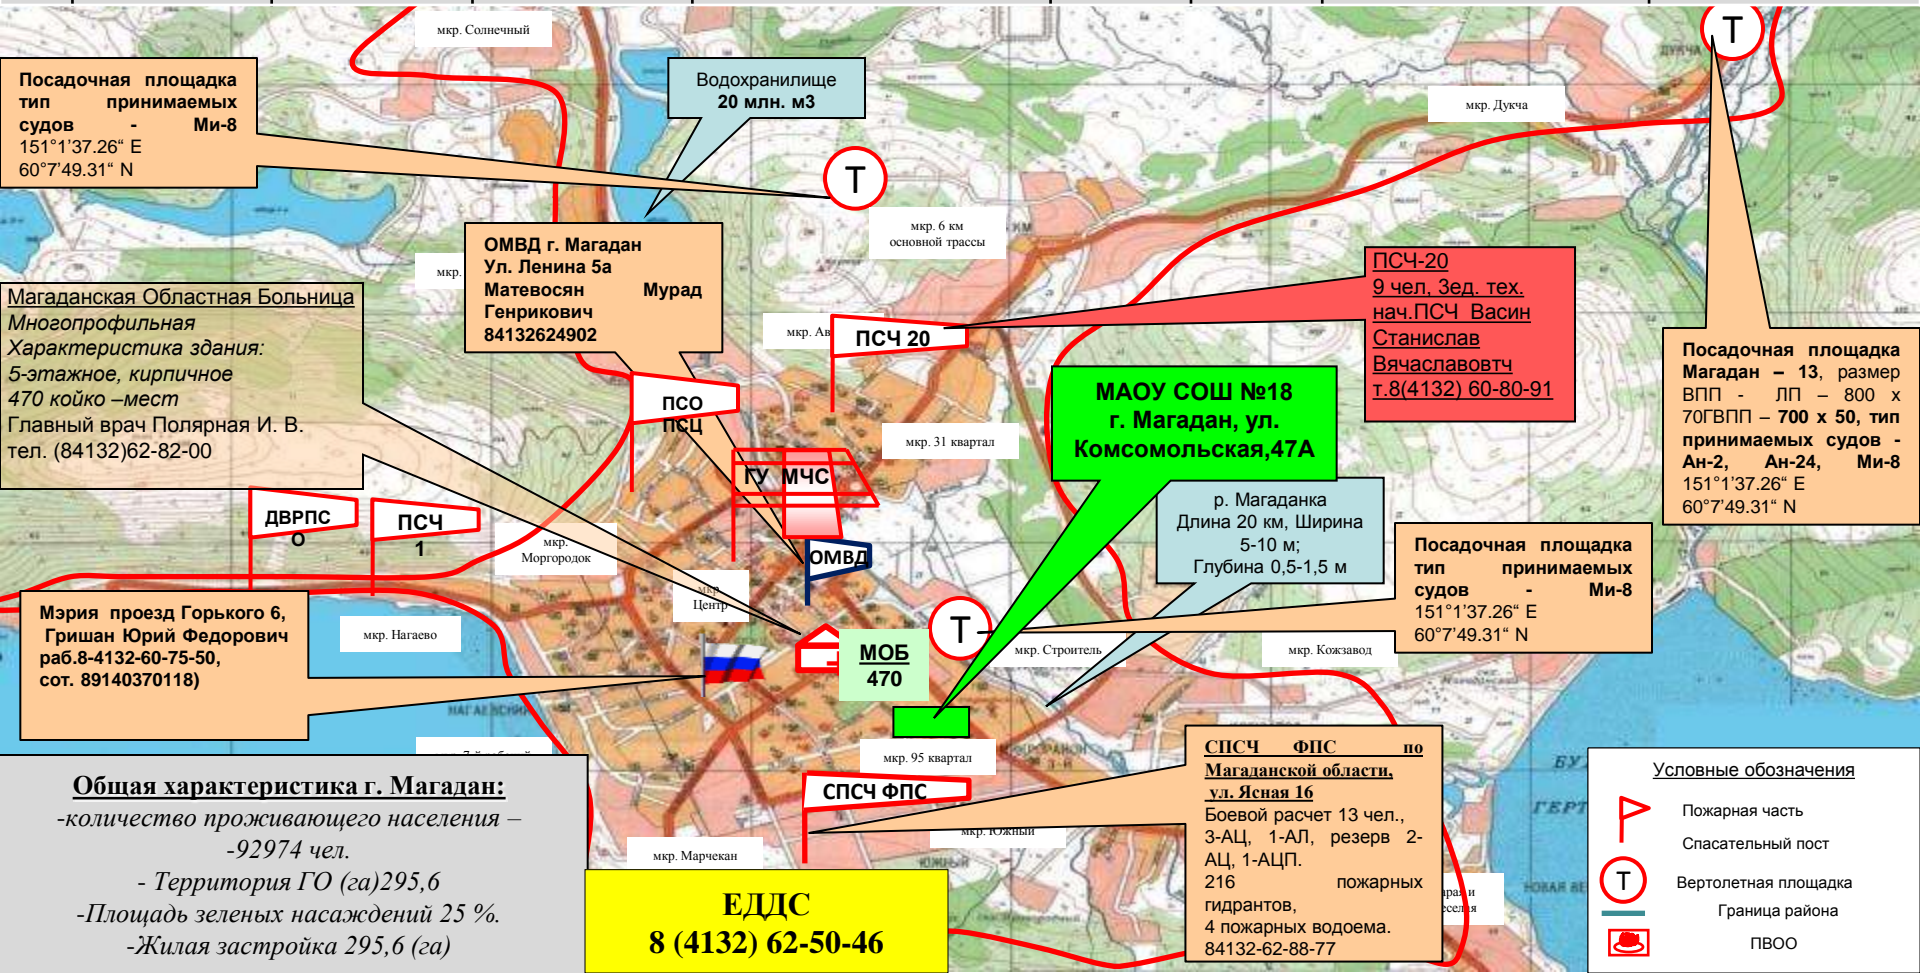 мкр. Солнечный
Посадочная площадка
тип принимаемых
судов - Ми-8
151°1'37.26“ E
60°7’49.31“ N
Водохранилище
20 млн. м3
Т
Т
ДУКЧА
мкр. Дукча
мкр. 6 км
основной трассы
КМ
ОМВД г. Магадан
Ул. Ленина 5а
Матевосян Мурад
Генрикович
84132624902
мкр.
ПСЧ-20
9 чел, 3ед. тех.
нач.ПСЧ Васин
Станислав
Вячаславовтч
т.8(4132) 60-80-91
Магаданская Областная Больница
Многопрофильная
Характеристика здания:
5-этажное, кирпичное
470 койко –мест
Главный врач Полярная И. В.
тел. (84132)62-82-00
мкр. Ав
ПСЧ 20
Посадочная площадка
Магадан – 13, размер
ВПП - ЛП – 800 х
70ГВПП – 700 х 50, тип
принимаемых судов -
Ан-2, Ан-24, Ми-8
151°1'37.26“ E
60°7’49.31“ N
МАОУ СОШ №18
г. Магадан, ул.
Комсомольская,47А
ПСО
ПСЦ
мкр. 31 квартал
ГУ МЧС
р. Магаданка
Длина 20 км, Ширина
5-10 м;
Глубина 0,5-1,5 м
ДВРПС
О
ПСЧ
1
мкр.
Моргородок
ОМВД
Посадочная площадка
тип принимаемых
судов - Ми-8
151°1'37.26“ E
60°7’49.31“ N
мкр.
Центр
Мэрия проезд Горького 6,
Гришан Юрий Федорович
раб.8-4132-60-75-50,
сот. 89140370118)
мкр. Нагаево
МОБ
470
Т
мкр. Строитель
мкр. Кожзавод
НАГАЕВСКИЙ
мкр. 95 квартал
СПСЧ ФПС по
Магаданской области,
ул. Ясная 16
Боевой расчет 13 чел.,
3-АЦ, 1-АЛ, резерв 2-
АЦ, 1-АЦП.
216 пожарных
гидрантов,
4 пожарных водоема.
84132-62-88-77
СПСЧ ФПС
мкр. Южный
ЮЖНЫЙ
мкр. Марчекан
Общая характеристика г. Магадан:
-количество проживающего населения –
-92974 чел.
- Территория ГО (га)295,6
-Площадь зеленых насаждений 25 %.
-Жилая застройка 295,6 (га)
ЕДДС
8 (4132) 62-50-46
Условные обозначения
Пожарная часть
Спасательный пост
Т
Вертолетная площадка
Граница района
ПВОО